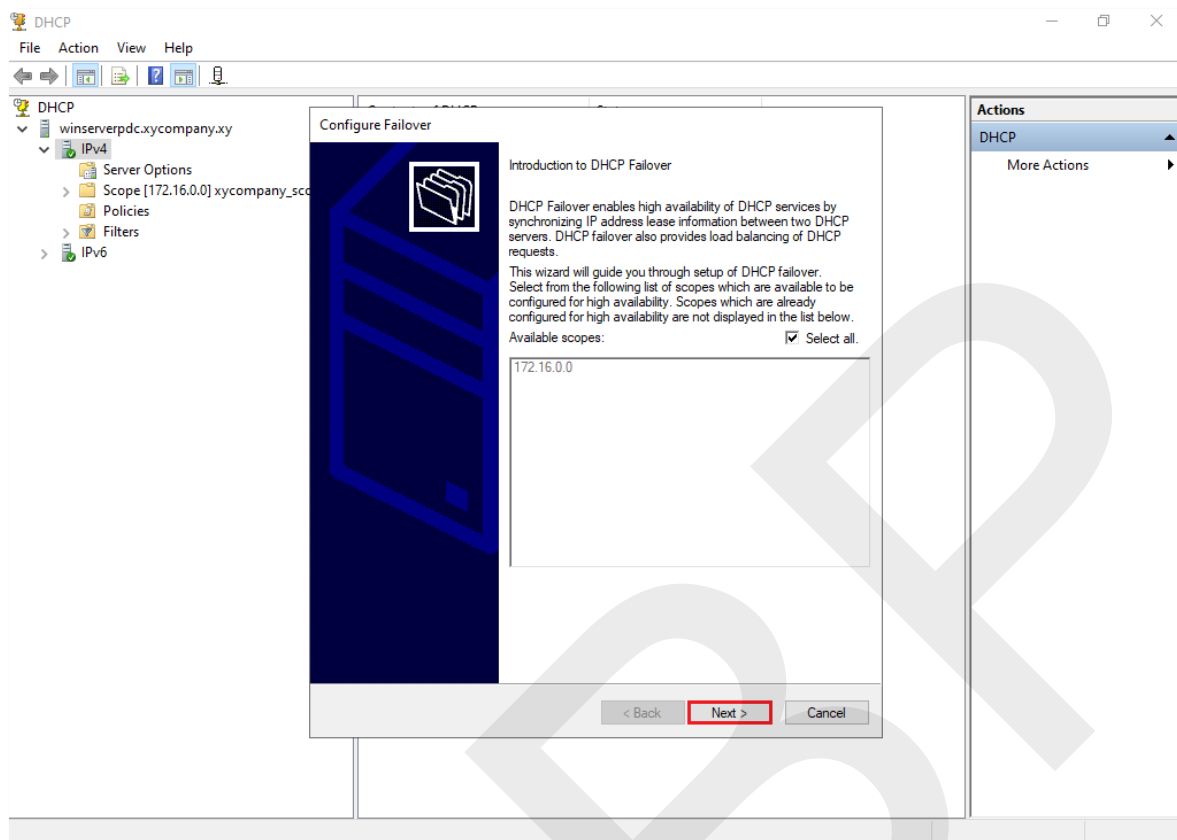 DHCP
File Action View Help
DHCP
winserverpdc.xycompany.xy
IPv4
Server Options
Scope [172.16.0.0] xycompany_sco
Policies
Filters
IPv6
Configure Failover
Introduction to DHCP Failover
DHCP Failover enables high availability of DHCP services by
synchronizing IP address lease information between two DHCP
servers. DHCP failover also provides load balancing of DHCP
requests.
This wizard will guide you through setup of DHCP failover.
Select from the following list of scopes which are available to be
configured for high availability. Scopes which are already
configured for high availability are not displayed in the list below.
Available scopes:
Select all.
172.16.0.0
< Back
Next >
Cancel
Actions
DHCP
More Actions
BP